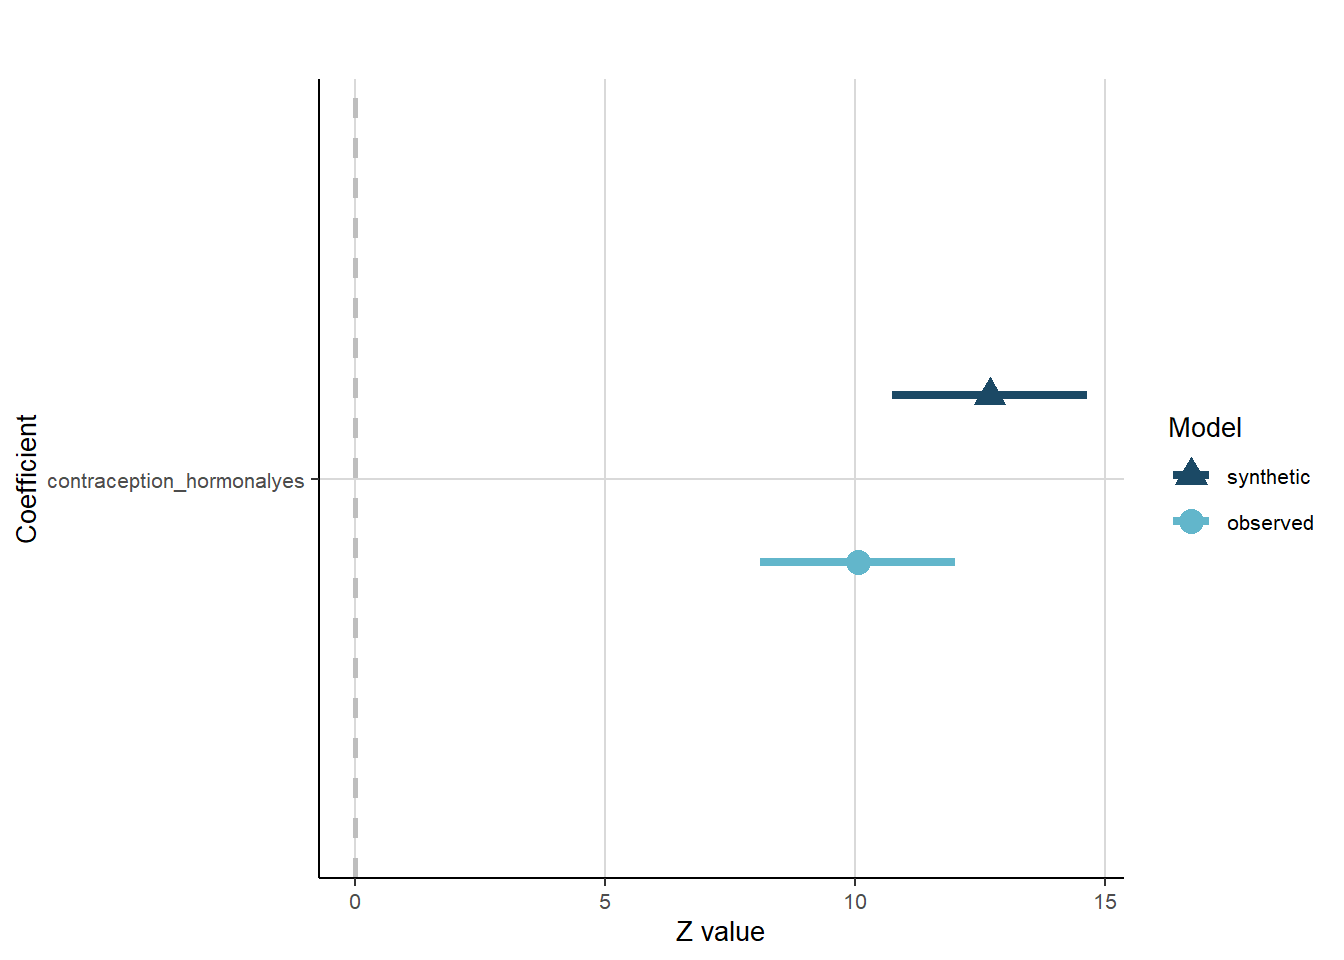 Coefficient
contraception_hormonalyes
0
5
10
15
Z value
Model
synthetic
observed